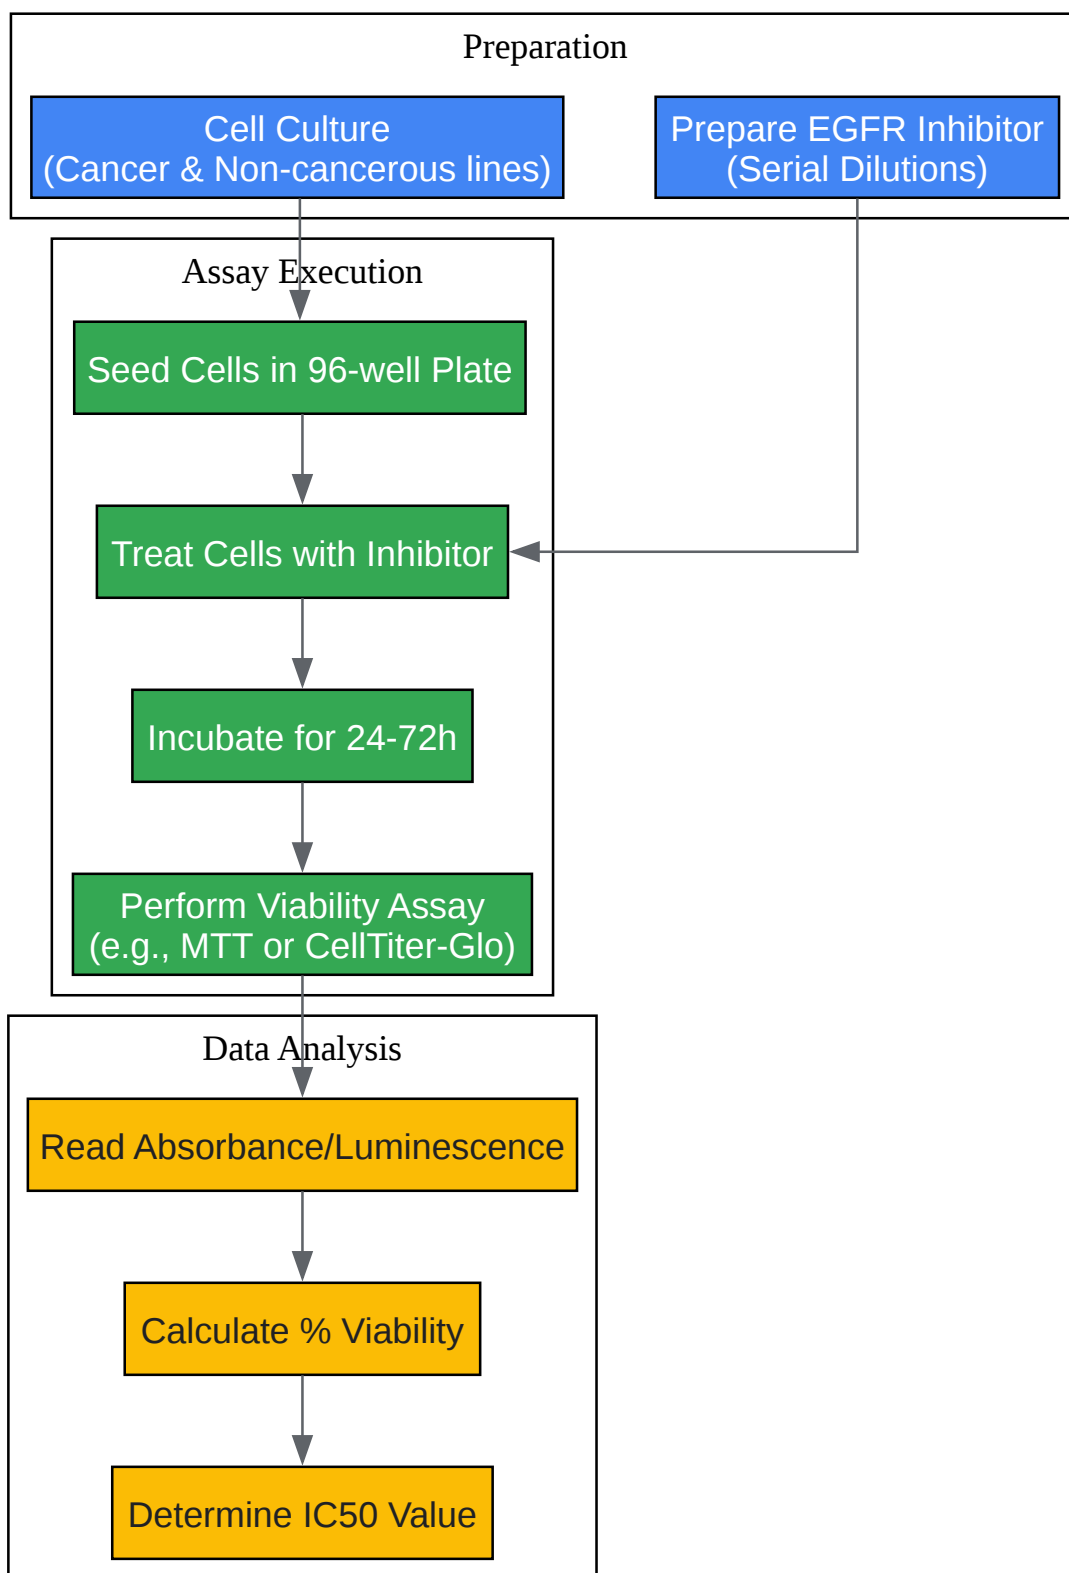 Preparation
Cell Culture
(Cancer & Non-cancerous lines)
Prepare EGFR Inhibitor
(Serial Dilutions)
Assay Execution
Seed Cells in 96-well Plate
Treat Cells with Inhibitor
Incubate for 24-72h
Perform Viability Assay
(e.g., MTT or CellTiter-Glo)
Data Analysis
Read Absorbance/Luminescence
Calculate % Viability
Determine IC50 Value